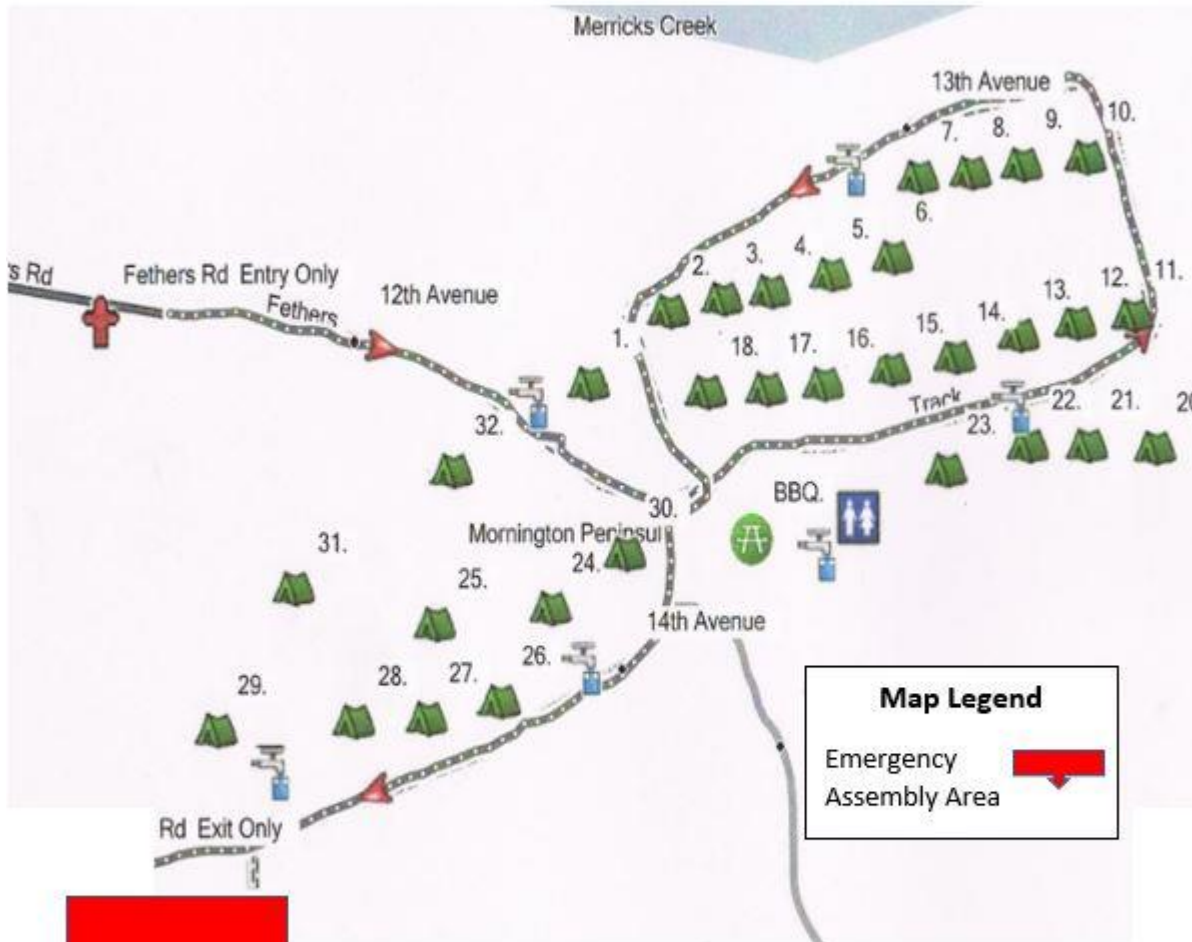 Merricks Creek
13th Avenue
10.
7. 8. 9.
6.
5.
4.
3.
2.
Fethers Rd Entry Only
12th Avenue
Fethers
11.
12.
13.
14.
15.
16.
17.
18.
1.
Track
32.
23. 22. 21.
BBQ.
30.
Mornington Peninsul
31.
24.
25.
14th Avenue
26.
27.
28.
29.
Map Legend
Emergency
Assembly Area
Rd Exit Only